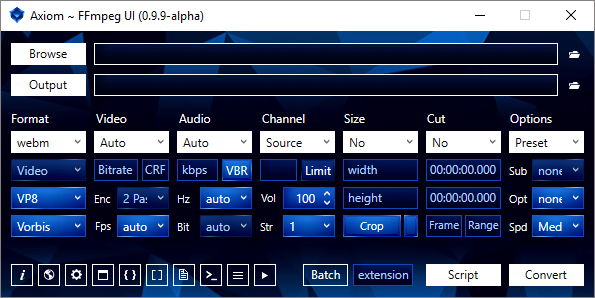 Axiom ~ FFmpeg UI (0.9.9-alpha)
Browse
Output
Format Video Audio Channel Size Cut Options
webm Auto Auto Source No No Preset
Video Bitrate CRF kbps VBR Limit width 00:00:00.000 Sub none
VP8 Enc 2 Pas Hz auto Vol 100 height 00:00:00.000 Opt none
Vorbis Fps auto Bit auto Str 1 Crop Frame Range Spd Med
i { } [ ] >_ Batch extension Script Convert